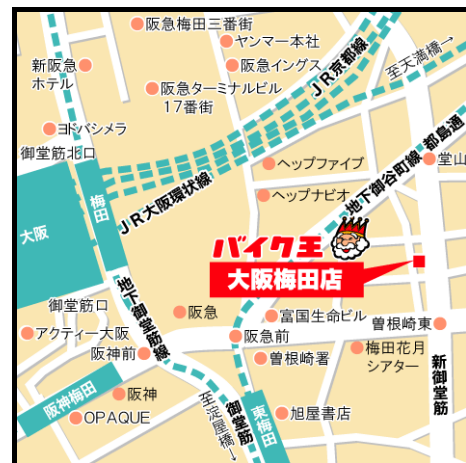 阪急梅田三番街
ヤンマー本社
新阪急
ホテル
阪急イングス
阪急ターミナルビル
17番街
JR京都線
至天満橋→
ヨドバシメラ
御堂筋北口
ヘップファイブ
ヘップナビオ
地下御谷町線
都島通
堂山
梅田
大阪
JR大阪環状線
バイク王
大阪梅田店
御堂筋口
地下御堂筋線
阪急
富国生命ビル
曽根崎東
アクティー大阪
阪神前
阪急前
曽根崎署
梅田花月
シアター
新御堂筋
阪神梅田
阪神
OPAQUE
至淀屋橋→
御堂筋
東梅田
旭屋書店